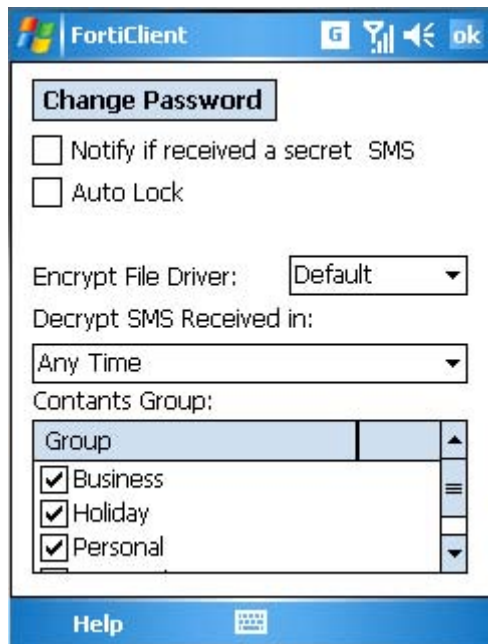 FortiClient G ok
Change Password
Notify if received a secret SMS
Auto Lock
Encrypt File Driver: Default
Decrypt SMS Received in:
Any Time
Contants Group:
Group
Business
Holiday
Personal
Help